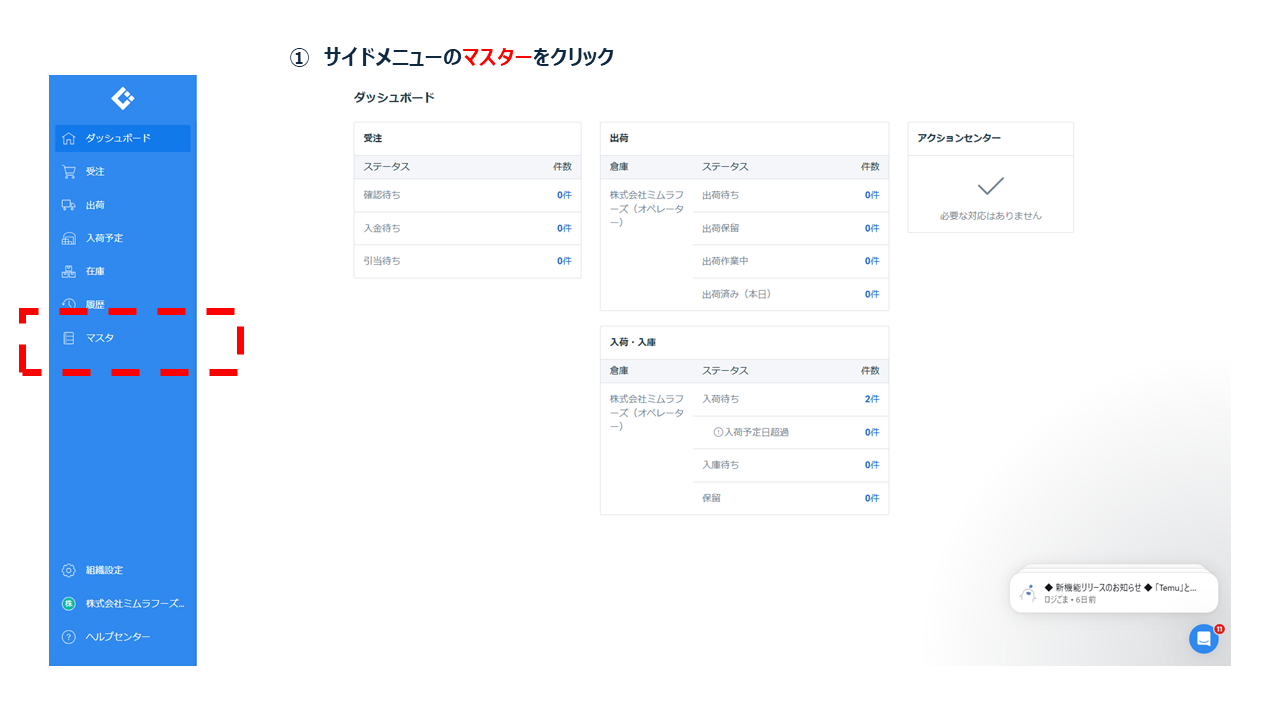 ① サイドメニューのマスターをクリック
ダッシュボード
受注
出荷
入荷予定
在庫
履歴
マスタ
組織設定
株
株式会社ミムラフーズ...
?
ヘルプセンター
ダッシュボード
受注
ステータス 件数
確認待ち 0件
入金待ち 0件
引当待ち 0件
出荷
倉庫 ステータス 件数
株式会社ミムラフ
ーズ（オペレータ
ー）
出荷待ち 0件
出荷保留 0件
出荷作業中 0件
出荷済み（本日） 0件
入荷・入庫
倉庫 ステータス 件数
株式会社ミムラフ
ーズ（オペレータ
ー）
入荷待ち 2件
入荷予定日超過 0件
入庫待ち 0件
保留 0件
アクションセンター
必要な対応はありません
◆ 新機能リリースのお知らせ ◆「Temu」と...
ロジごま • 6日前
11